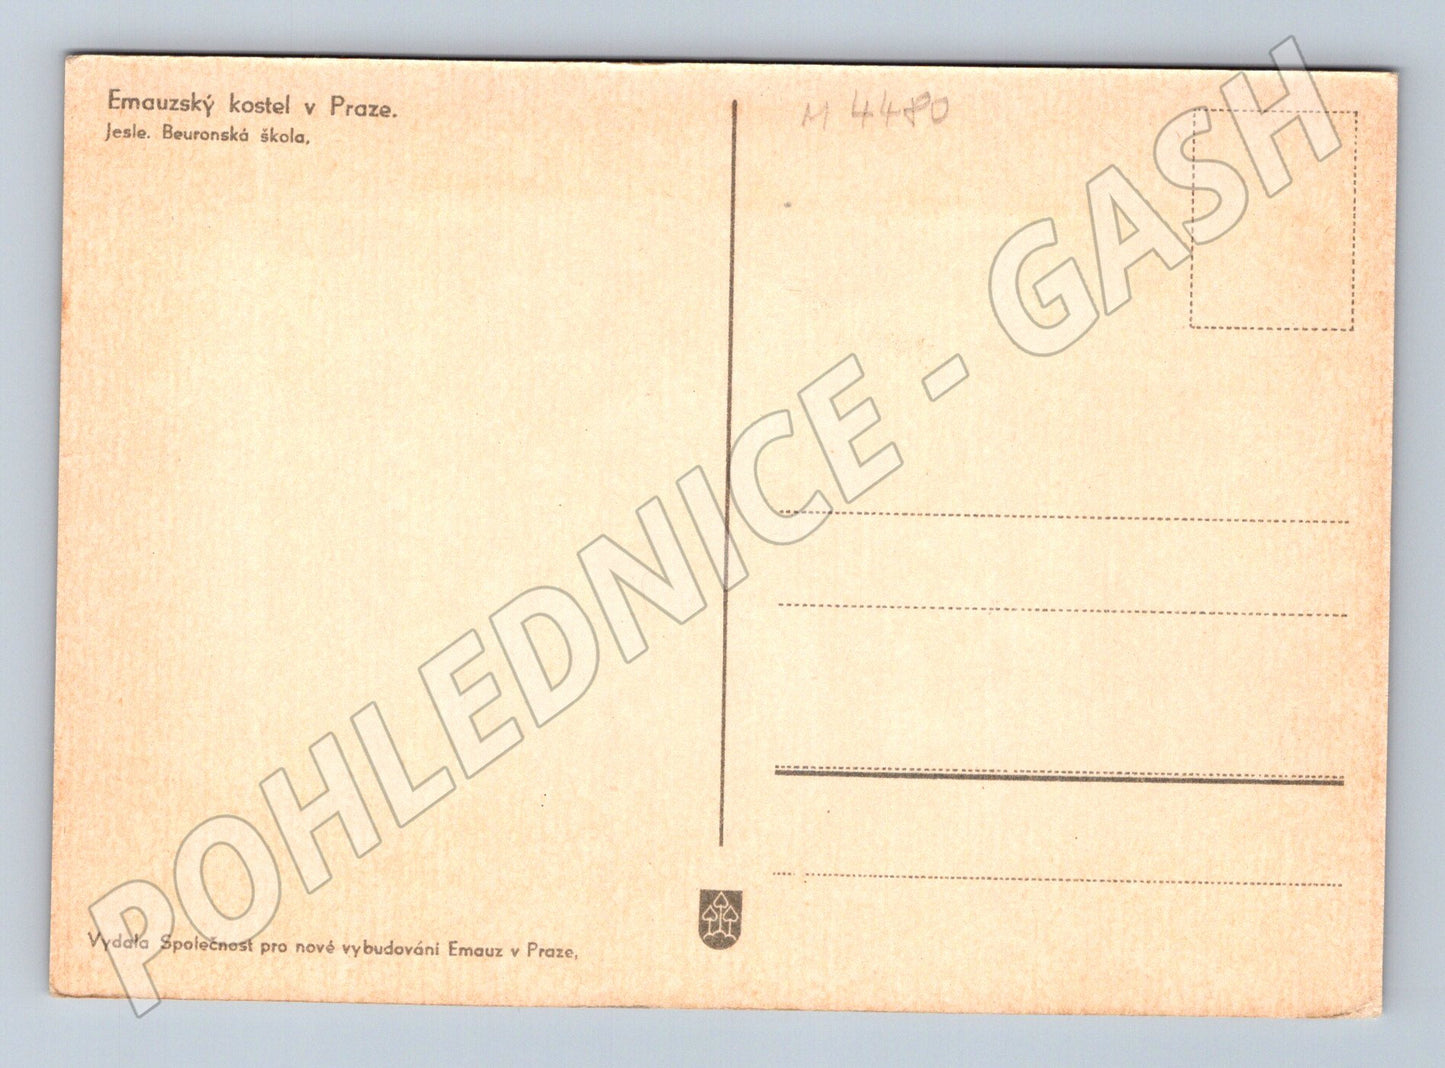 Emauzský kostel v Praze.
Jesle. Beuronská škola.
M 4480
POHLEDNICE - GASH
Vydala Společnost pro nové vybudování Emauz v Praze.